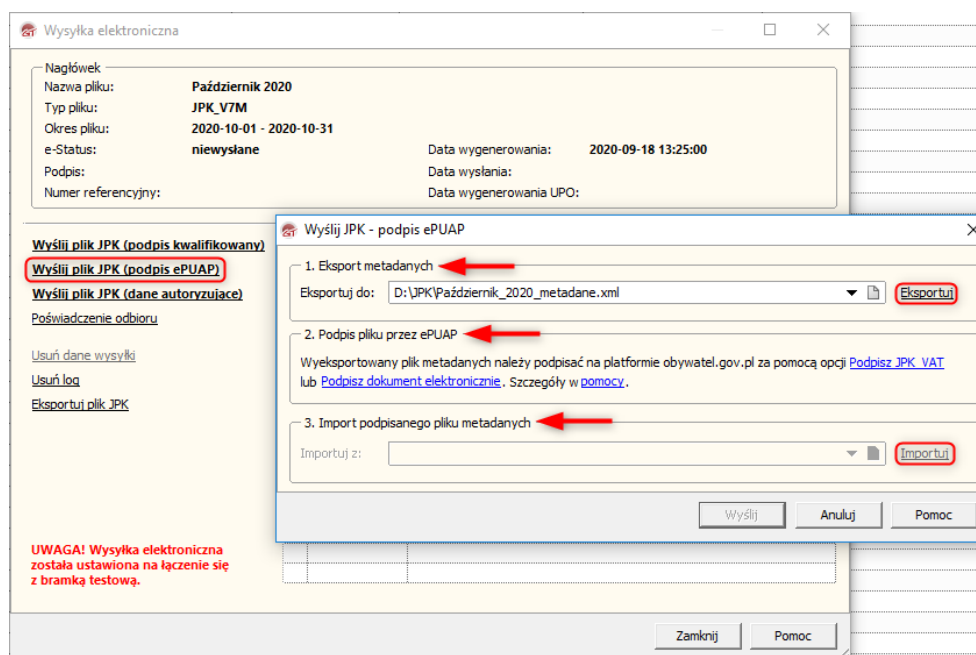 Wysyłka elektroniczna
Nagłówek
Nazwa pliku: Październik 2020
Typ pliku: JPK_V7M
Okres pliku: 2020-10-01 - 2020-10-31
e-Status: niewysłane Data wygenerowania: 2020-09-18 13:25:00
Podpis: Data wysłania:
Numer referencyjny: Data wygenerowania UPO:
Wyślij plik JPK (podpis kwalifikowany)
Wyślij plik JPK (podpis ePUAP)
Wyślij plik JPK (dane autoryzujące)
Poświadczenie odbioru
Usuń dane wysyłki
Usuń log
Eksportuj plik JPK
UWAGA! Wysyłka elektroniczna
została ustawiona na łączenie się
z bramką testową.
Wyślij JPK - podpis ePUAP
1. Eksport metadanych
Eksportuj do: D:\JPK\Październik_2020_metadane.xml Eksportuj
2. Podpis pliku przez ePUAP
Wyeksportowany plik metadanych należy podpisać na platformie obywatel.gov.pl za pomocą opcji Podpisz JPK_VAT
lub Podpisz dokument elektronicznie. Szczegóły w pomocy.
3. Import podpisanego pliku metadanych
Importuj z: Importuj
Wyślij Anuluj Pomoc
Zamknij Pomoc